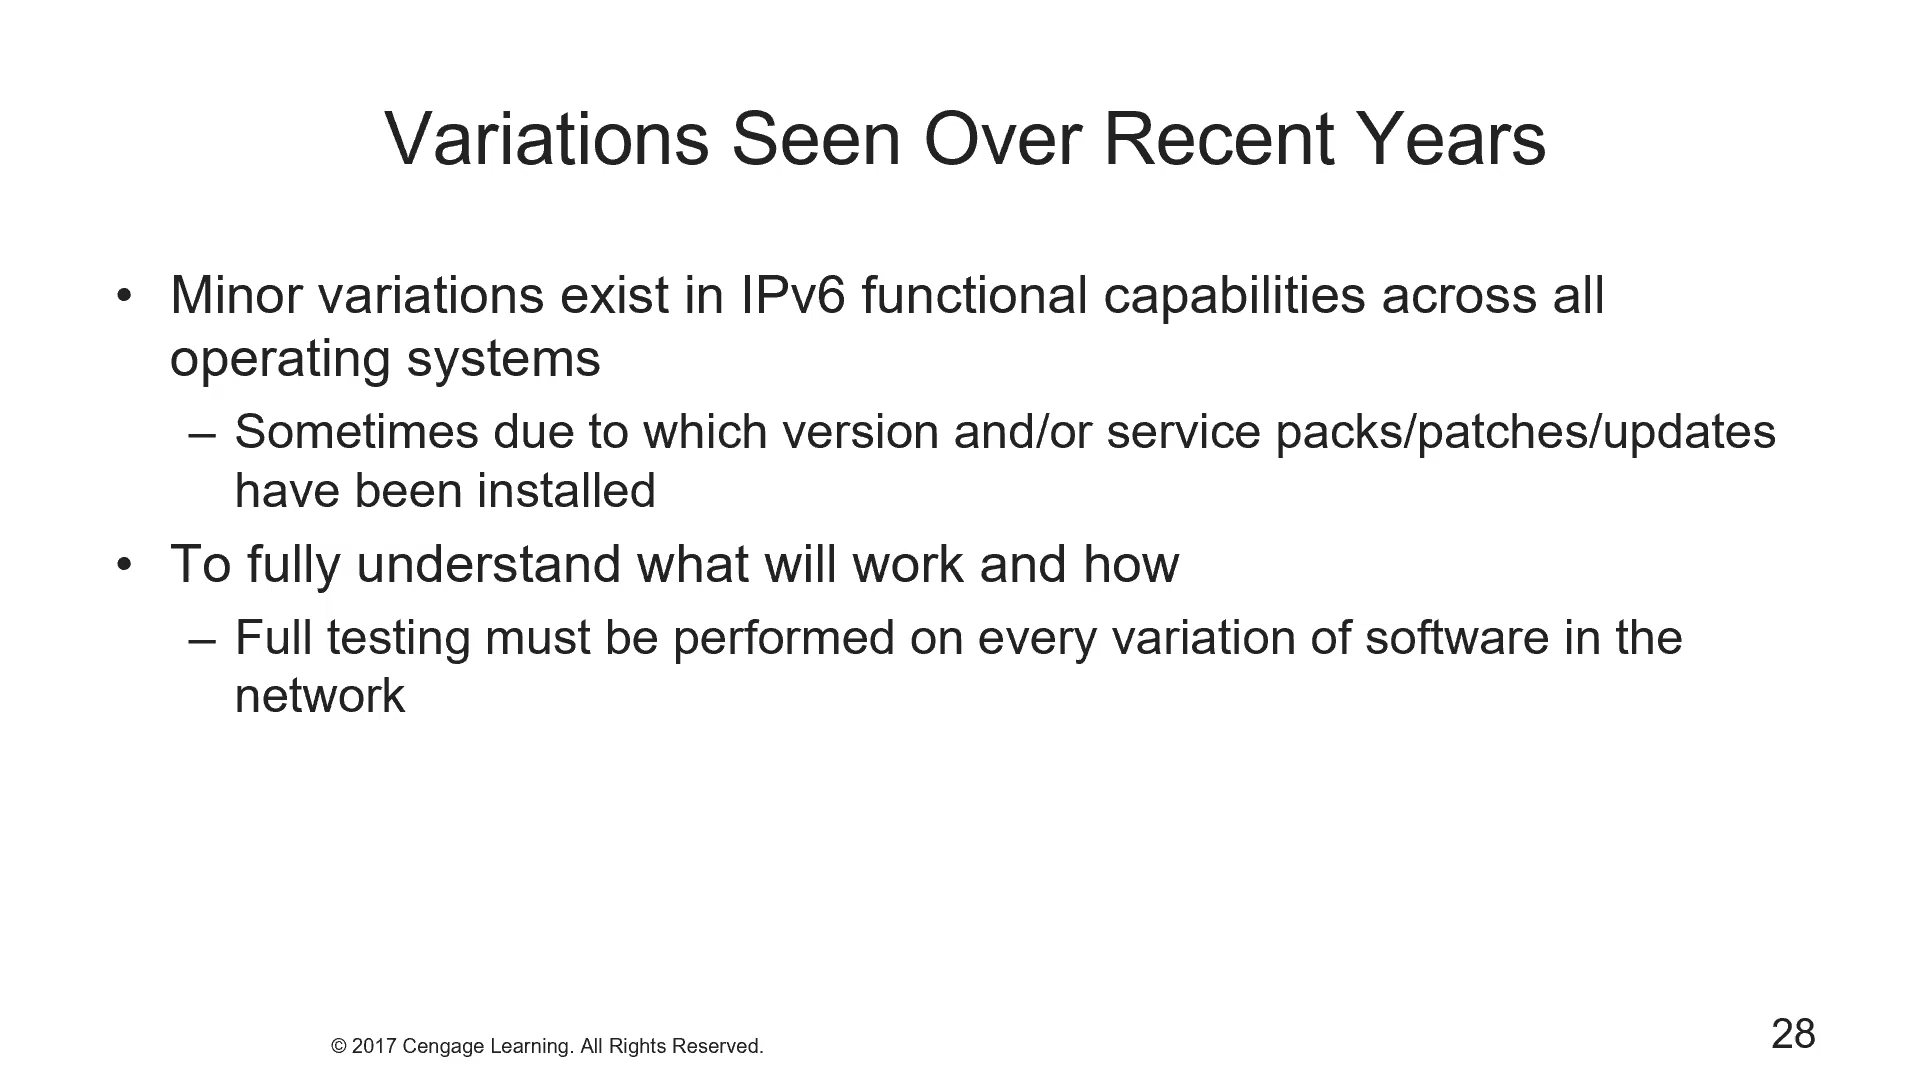 Variations Seen Over Recent Years
• Minor variations exist in IPv6 functional capabilities across all
operating systems
– Sometimes due to which version and/or service packs/patches/updates
have been installed
• To fully understand what will work and how
– Full testing must be performed on every variation of software in the
network
© 2017 Cengage Learning. All Rights Reserved.
28